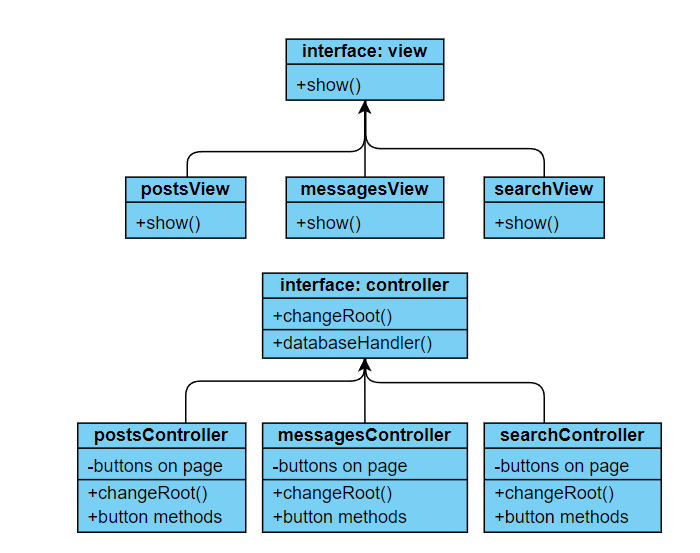 interface: view
+show()
postsView
messagesView
searchView
+show()
+show()
+show()
interface: controller
+changeRoot()
+databaseHandler()
postsController
messagesController
searchController
-buttons on page
-buttons on page
-buttons on page
+changeRoot()
+changeRoot()
+changeRoot()
+button methods
+button methods
+button methods